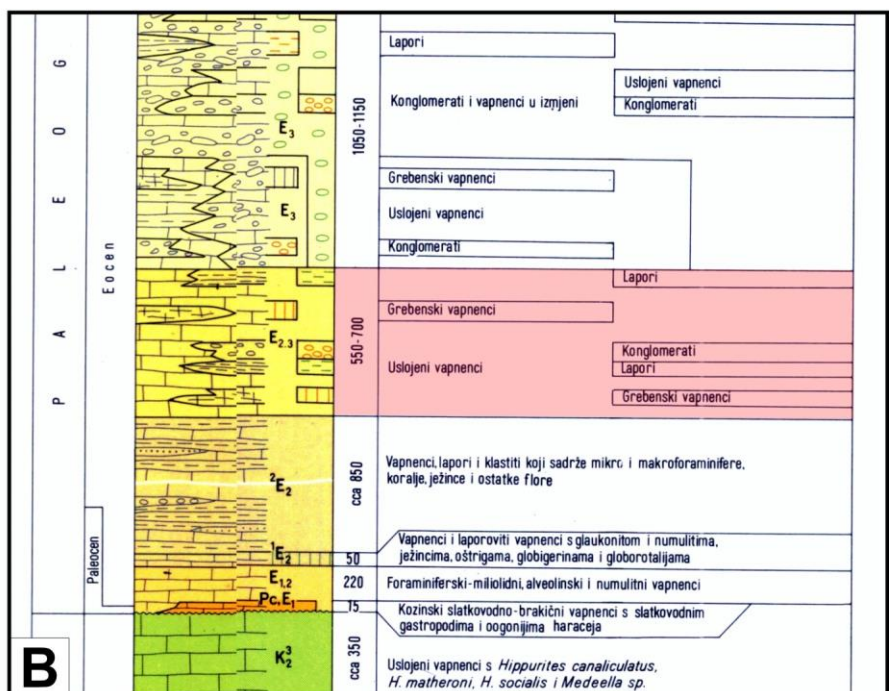 PALEOG
Eocen
Paleocen
E3
E3
E2.3
2E2
1E2
E1,2
Pc,E1
K2 3
1050-1150
550-700
cca 850
50
220
15
cca 350
Lapori
Uslojeni vapnenci
Konglomerati i vapnenci u izmjeni
Konglomerati
Grebenski vapnenci
Uslojeni vapnenci
Konglomerati
Lapori
Grebenski vapnenci
Konglomerati
Uslojeni vapnenci
Lapori
Grebenski vapnenci
Vapnenci, lapori i klastiti koji sadrže mikro i makroforaminifere,
koralje, ježince i ostatke flore
Vapnenci i laporoviti vapnenci s glaukonitom i numulitima,
ježincima, oštrigama, globigerinama i globorotalijama
Foraminiferski-miliolidni, alveolinski i numulitni vapnenci
Kozinski slatkovodno-brakični vapnenci s slatkovodnim
gastropodima i oogonijima haraceja
Uslojeni vapnenci s Hippurites canaliculatus,
H. matheroni, H. socialis i Medeella sp.
B